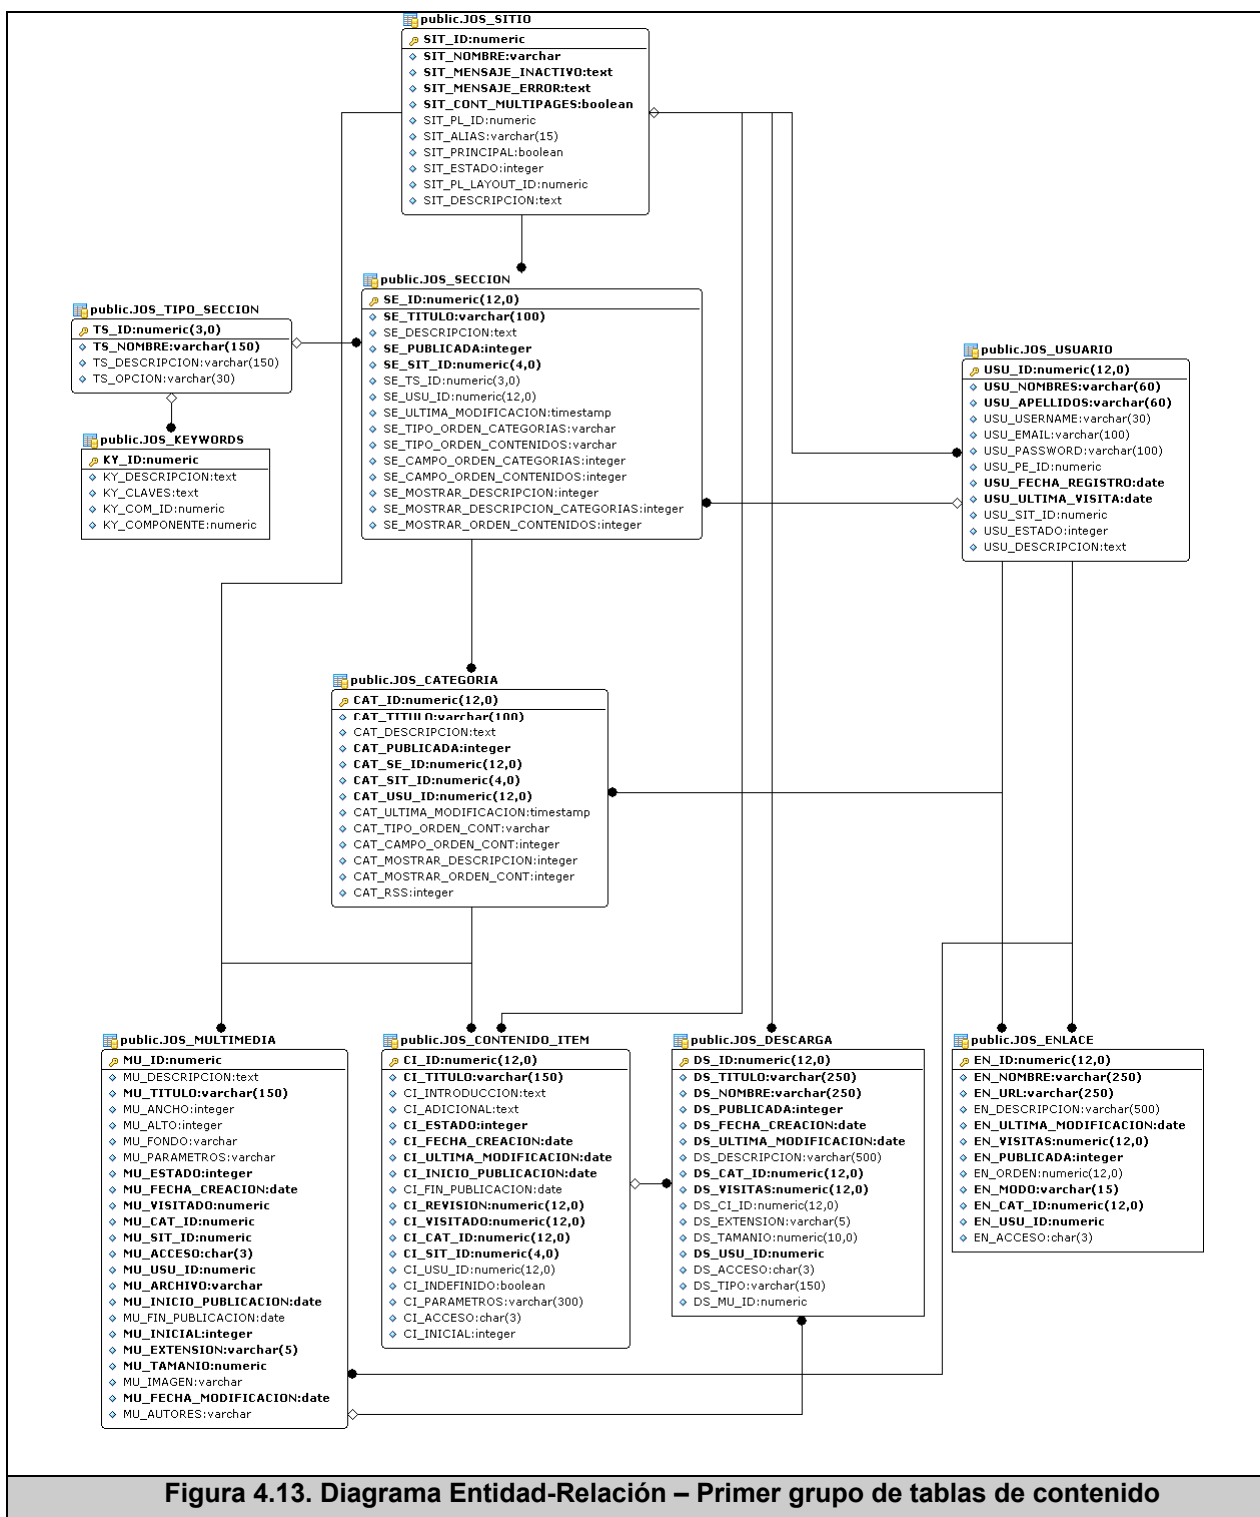 public.JOS_SITIO
SIT_ID:numeric
SIT_NOMBRE:varchar
SIT_MENSAJE_INACTIVO:text
SIT_MENSAJE_ERROR:text
SIT_CONT_MULTIPAGES:boolean
SIT_PL_ID:numeric
SIT_ALIAS:varchar(15)
SIT_PRINCIPAL:boolean
SIT_ESTADO:integer
SIT_PL_LAYOUT_ID:numeric
SIT_DESCRIPCION:text
public.JOS_SECCION
SE_ID:numeric(12,0)
SE_TITULO:varchar(100)
SE_DESCRIPCION:text
SE_PUBLICADA:integer
SE_SIT_ID:numeric(4,0)
SE_TS_ID:numeric(3,0)
SE_USU_ID:numeric(12,0)
SE_ULTIMA_MODIFICACION:timestamp
SE_TIPO_ORDEN_CATEGORIAS:varchar
SE_TIPO_ORDEN_CONTENIDOS:varchar
SE_CAMPO_ORDEN_CATEGORIAS:integer
SE_CAMPO_ORDEN_CONTENIDOS:integer
SE_MOSTRAR_DESCRIPCION:integer
SE_MOSTRAR_DESCRIPCION_CATEGORIAS:integer
SE_MOSTRAR_ORDEN_CONTENIDOS:integer
public.JOS_TIPO_SECCION
TS_ID:numeric(3,0)
TS_NOMBRE:varchar(150)
TS_DESCRIPCION:varchar(150)
TS_OPCION:varchar(30)
public.JOS_KEYWORDS
KY_ID:numeric
KY_DESCRIPCION:text
KY_CLAVES:text
KY_COM_ID:numeric
KY_COMPONENTE:numeric
public.JOS_USUARIO
USU_ID:numeric(12,0)
USU_NOMBRES:varchar(60)
USU_APELLIDOS:varchar(60)
USU_USERNAME:varchar(30)
USU_EMAIL:varchar(100)
USU_PASSWORD:varchar(100)
USU_PE_ID:numeric
USU_FECHA_REGISTRO:date
USU_ULTIMA_VISITA:date
USU_SIT_ID:numeric
USU_ESTADO:integer
USU_DESCRIPCION:text
public.JOS_CATEGORIA
CAT_ID:numeric(12,0)
CAT_TITULO:varchar(100)
CAT_DESCRIPCION:text
CAT_PUBLICADA:integer
CAT_SE_ID:numeric(12,0)
CAT_SIT_ID:numeric(4,0)
CAT_USU_ID:numeric(12,0)
CAT_ULTIMA_MODIFICACION:timestamp
CAT_TIPO_ORDEN_CONT:varchar
CAT_CAMPO_ORDEN_CONT:integer
CAT_MOSTRAR_DESCRIPCION:integer
CAT_MOSTRAR_ORDEN_CONT:integer
CAT_RSS:integer
public.JOS_MULTIMEDIA
MU_ID:numeric
MU_DESCRIPCION:text
MU_TITULO:varchar(150)
MU_ANCHO:integer
MU_ALTO:integer
MU_FONDO:varchar
MU_PARAMETROS:varchar
MU_ESTADO:integer
MU_FECHA_CREACION:date
MU_VISITADO:numeric
MU_CAT_ID:numeric
MU_SIT_ID:numeric
MU_ACCESO:char(3)
MU_USU_ID:numeric
MU_ARCHIVO:varchar
MU_INICIO_PUBLICACION:date
MU_FIN_PUBLICACION:date
MU_INICIAL:integer
MU_EXTENSION:varchar(5)
MU_TAMANIO:numeric
MU_IMAGEN:varchar
MU_FECHA_MODIFICACION:date
MU_AUTORES:varchar
public.JOS_CONTENIDO_ITEM
CI_ID:numeric(12,0)
CI_TITULO:varchar(150)
CI_INTRODUCCION:text
CI_ADICIONAL:text
CI_ESTADO:integer
CI_FECHA_CREACION:date
CI_ULTIMA_MODIFICACION:date
CI_INICIO_PUBLICACION:date
CI_FIN_PUBLICACION:date
CI_REVISION:numeric(12,0)
CI_VISITADO:numeric(12,0)
CI_CAT_ID:numeric(12,0)
CI_SIT_ID:numeric(4,0)
CI_USU_ID:numeric(12,0)
CI_INDEFINIDO:boolean
CI_PARAMETROS:varchar(300)
CI_ACCESO:char(3)
CI_INICIAL:integer
public.JOS_DESCARGA
DS_ID:numeric(12,0)
DS_TITULO:varchar(250)
DS_NOMBRE:varchar(250)
DS_PUBLICADA:integer
DS_FECHA_CREACION:date
DS_ULTIMA_MODIFICACION:date
DS_DESCRIPCION:varchar(500)
DS_CAT_ID:numeric(12,0)
DS_VISITAS:numeric(12,0)
DS_CI_ID:numeric(12,0)
DS_EXTENSION:varchar(5)
DS_TAMANIO:numeric(10,0)
DS_USU_ID:numeric
DS_ACCESO:char(3)
DS_TIPO:varchar(150)
DS_MU_ID:numeric
public.JOS_ENLACE
EN_ID:numeric(12,0)
EN_NOMBRE:varchar(250)
EN_URL:varchar(250)
EN_DESCRIPCION:varchar(500)
EN_ULTIMA_MODIFICACION:date
EN_VISITAS:numeric(12,0)
EN_PUBLICADA:integer
EN_ORDEN:numeric(12,0)
EN_MODO:varchar(15)
EN_CAT_ID:numeric(12,0)
EN_USU_ID:numeric
EN_ACCESO:char(3)
Figura 4.13. Diagrama Entidad-Relación – Primer grupo de tablas de contenido